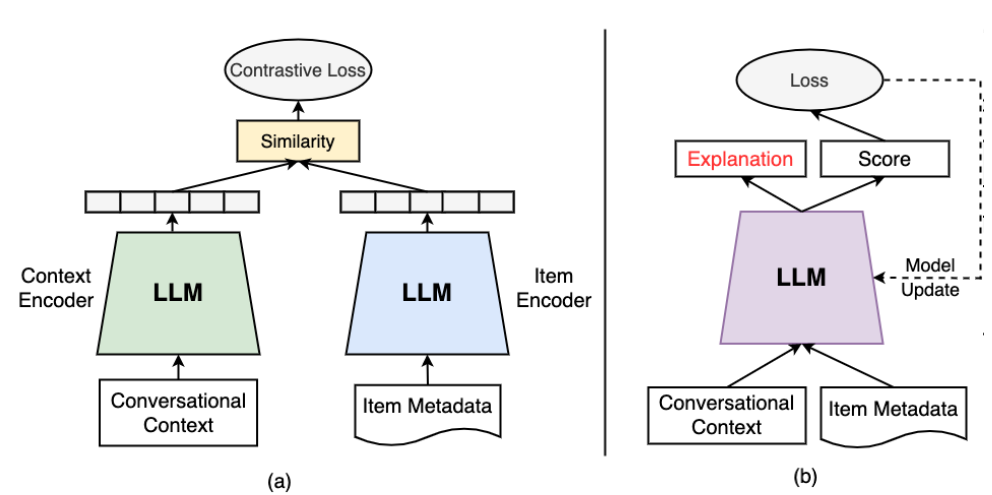 Contrastive Loss
Similarity
Context
Encoder
LLM
LLM
Item
Encoder
Conversational
Context
Item Metadata
(a)
Loss
Explanation
Score
LLM
Model
Update
Conversational
Context
Item Metadata
(b)